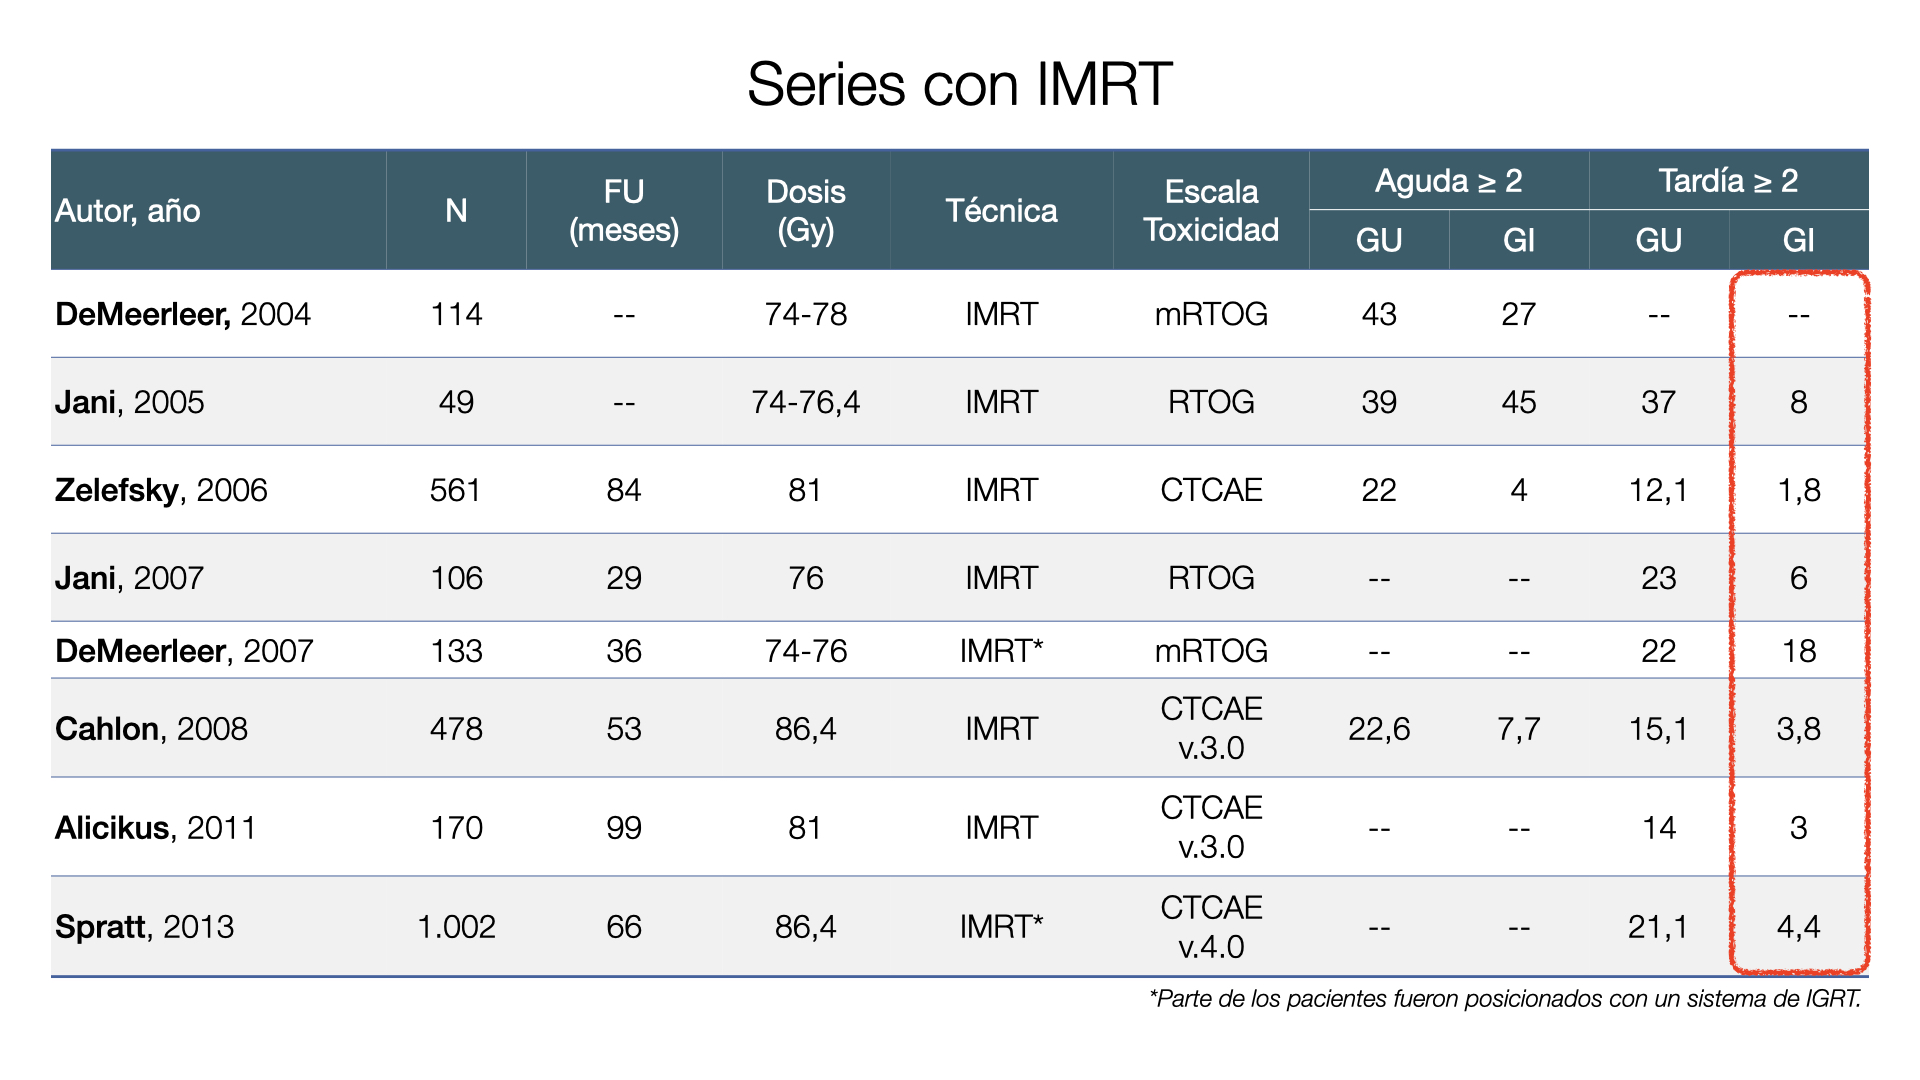 Series con IMRT
Autor, año N FU (meses) Dosis (Gy) Técnica Escala Toxicidad Aguda ≥ 2 Tardía ≥ 2
GU GI GU GI
DeMeerleer, 2004 114 -- 74-78 IMRT mRTOG 43 27 -- --
Jani, 2005 49 -- 74-76,4 IMRT RTOG 39 45 37 8
Zelefsky, 2006 561 84 81 IMRT CTCAE 22 4 12,1 1,8
Jani, 2007 106 29 76 IMRT RTOG -- -- 23 6
DeMeerleer, 2007 133 36 74-76 IMRT* mRTOG -- -- 22 18
Cahlon, 2008 478 53 86,4 IMRT CTCAE v.3.0 22,6 7,7 15,1 3,8
Alicikus, 2011 170 99 81 IMRT CTCAE v.3.0 -- -- 14 3
Spratt, 2013 1.002 66 86,4 IMRT* CTCAE v.4.0 -- -- 21,1 4,4
*Parte de los pacientes fueron posicionados con un sistema de IGRT.